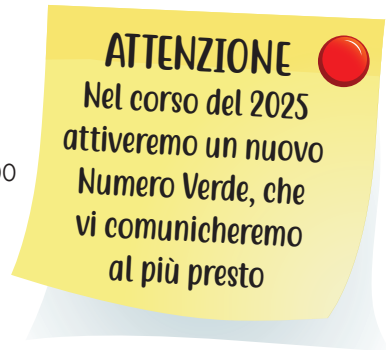 ATTENZIONE
Nel corso del 2025
attiveremo un nuovo
Numero Verde, che
vi comunicheremo
al più presto